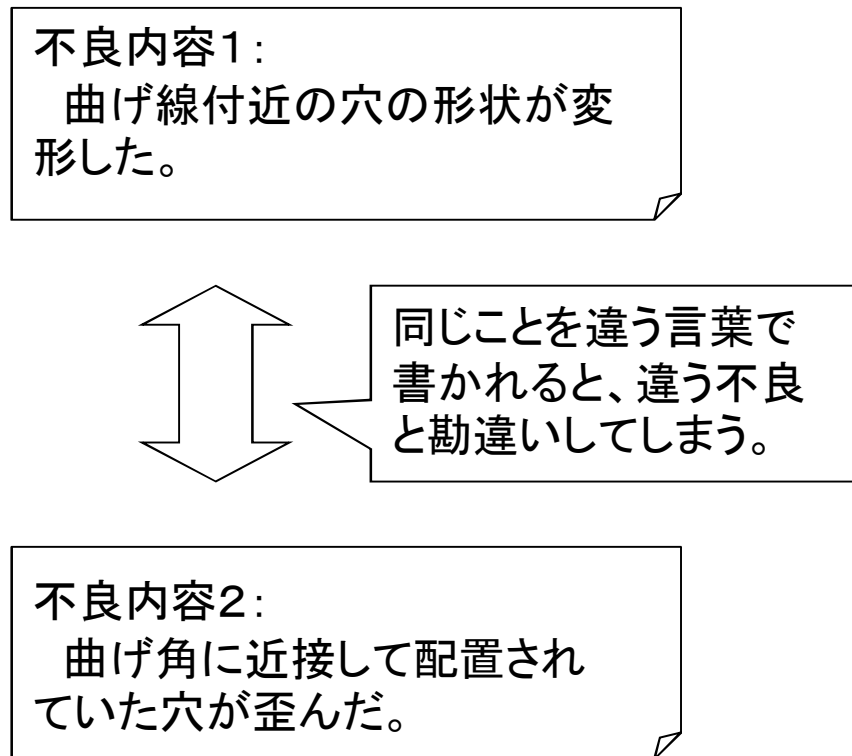 不良内容１：
　曲げ線付近の穴の形状が変
形した。
同じことを違う言葉で
書かれると、違う不良
と勘違いしてしまう。
不良内容２：
　曲げ角に近接して配置され
ていた穴が歪んだ。